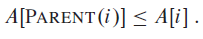 A[PARENT(i)] ≤ A[i] .